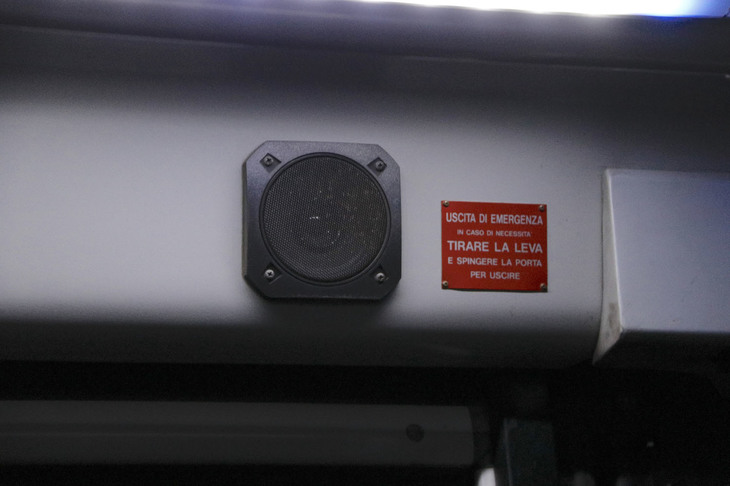 USCITA DI EMERGENZA
IN CASO DI NECESSITA'
TIRARE LA LEVA
E SPINGERE LA PORTA
PER USCIRE